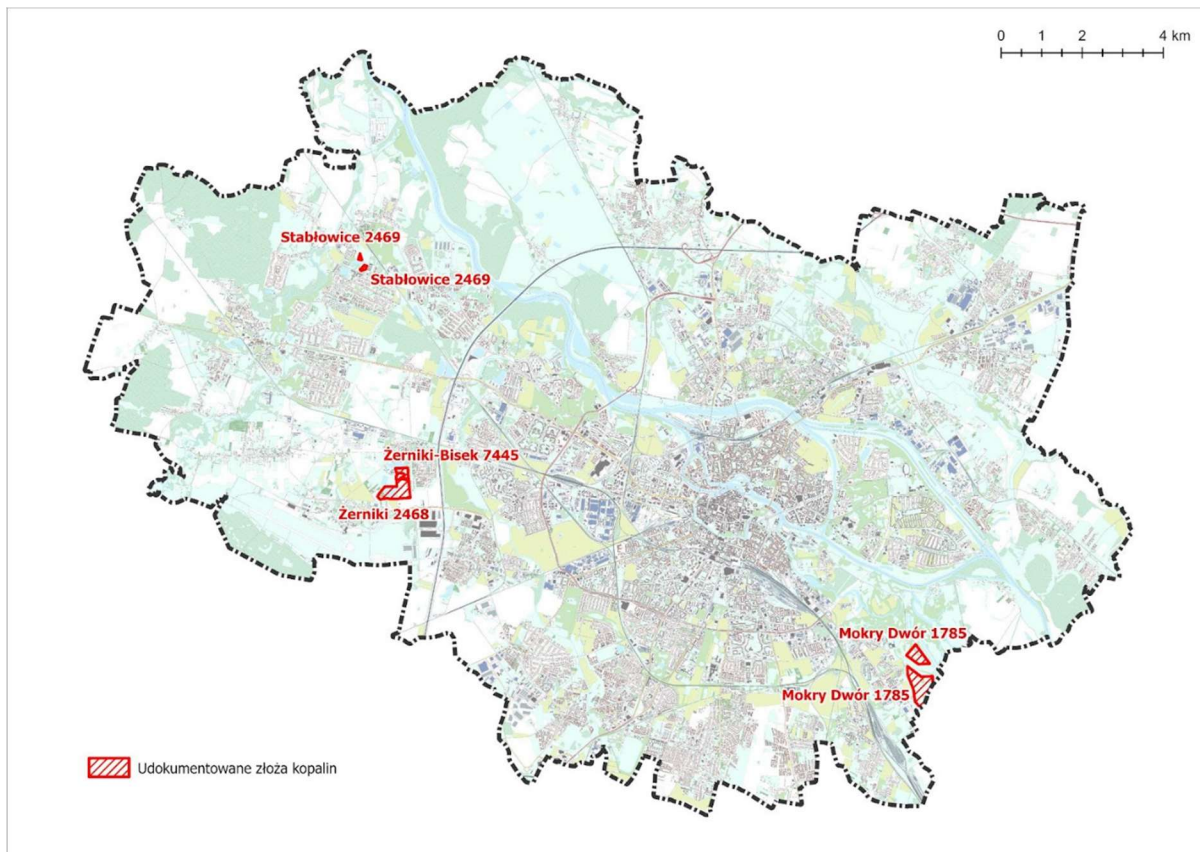 0 1 2 4 km
Stabłowice 2469
Stabłowice 2469
Żerniki-Bisek 7445
Żerniki 2468
Mokry Dwór 1785
Mokry Dwór 1785
Udokumentowane złoża kopalin